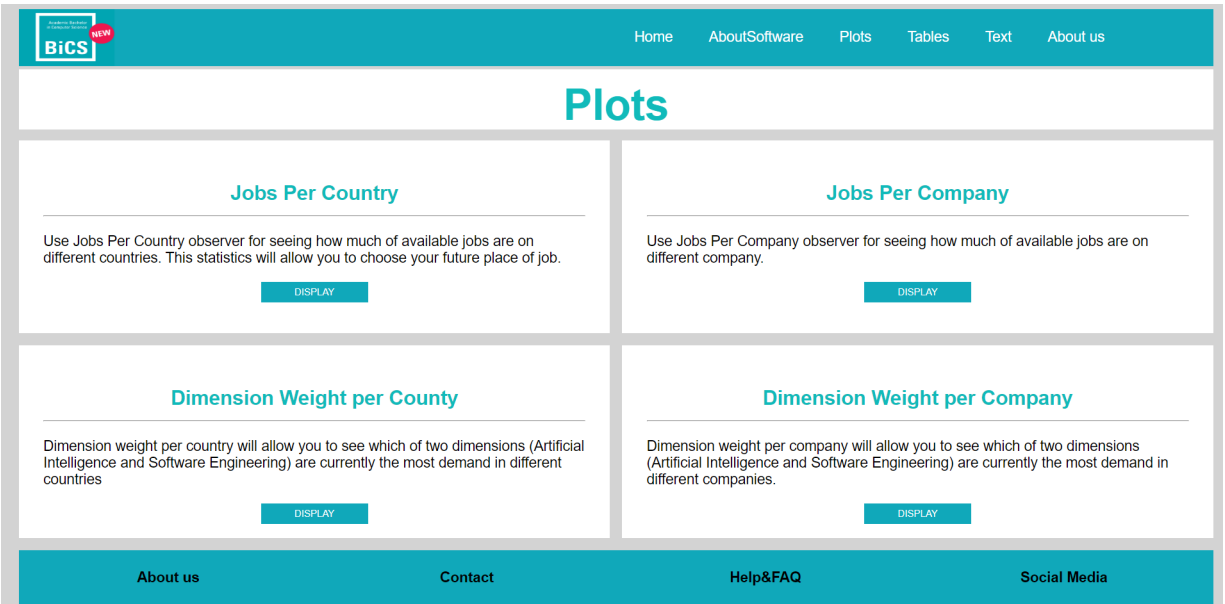 Academic Bachelor
in Computer Science
NEW
BiCS
Home AboutSoftware Plots Tables Text About us
Plots
Jobs Per Country
Use Jobs Per Country observer for seeing how much of available jobs are on
different countries. This statistics will allow you to choose your future place of job.
DISPLAY
Jobs Per Company
Use Jobs Per Company observer for seeing how much of available jobs are on
different company.
DISPLAY
Dimension Weight per County
Dimension weight per country will allow you to see which of two dimensions (Artificial
Intelligence and Software Engineering) are currently the most demand in different
countries
DISPLAY
Dimension Weight per Company
Dimension weight per company will allow you to see which of two dimensions
(Artificial Intelligence and Software Engineering) are currently the most demand in
different companies.
DISPLAY
About us Contact Help&FAQ Social Media